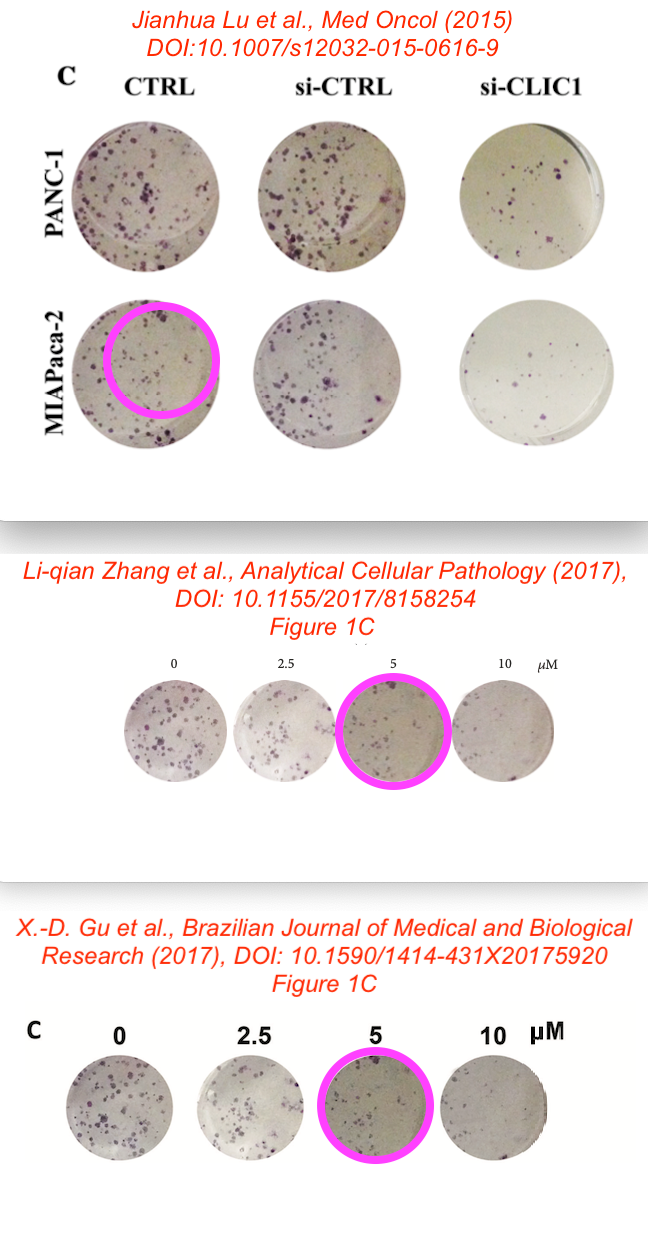 Jianhua Lu et al., Med Oncol (2015)
DOI:10.1007/s12032-015-0616-9
C CTRL si-CTRL si-CLIC1
PANC-1
MIAPaca-2
Li-qian Zhang et al., Analytical Cellular Pathology (2017),
DOI: 10.1155/2017/8158254
Figure 1C
0 2.5 5 10 μM
X.-D. Gu et al., Brazilian Journal of Medical and Biological
Research (2017), DOI: 10.1590/1414-431X20175920
Figure 1C
C 0 2.5 5 10 μM